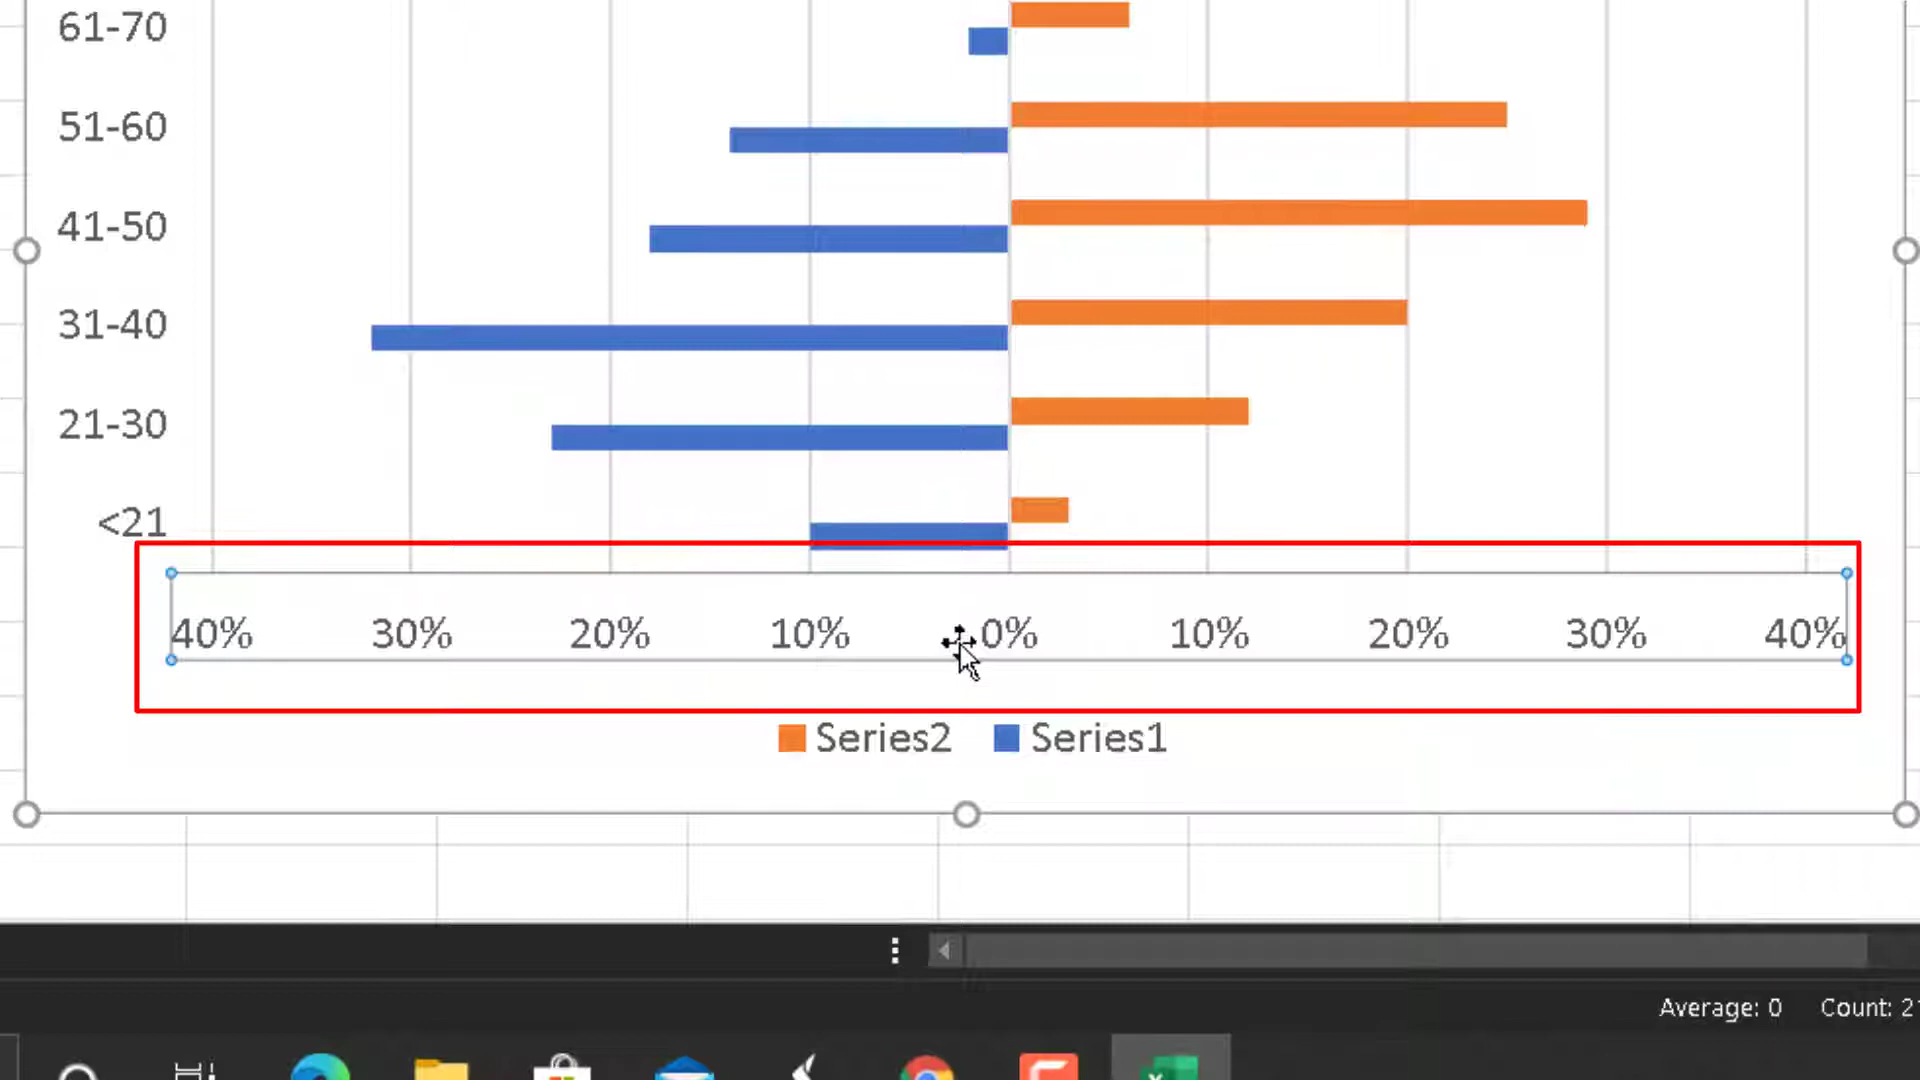 61-70
51-60
41-50
31-40
21-30
<21
40% 30% 20% 10% 0% 10% 20% 30% 40%
Series2 Series1
Average: 0 Count: 21